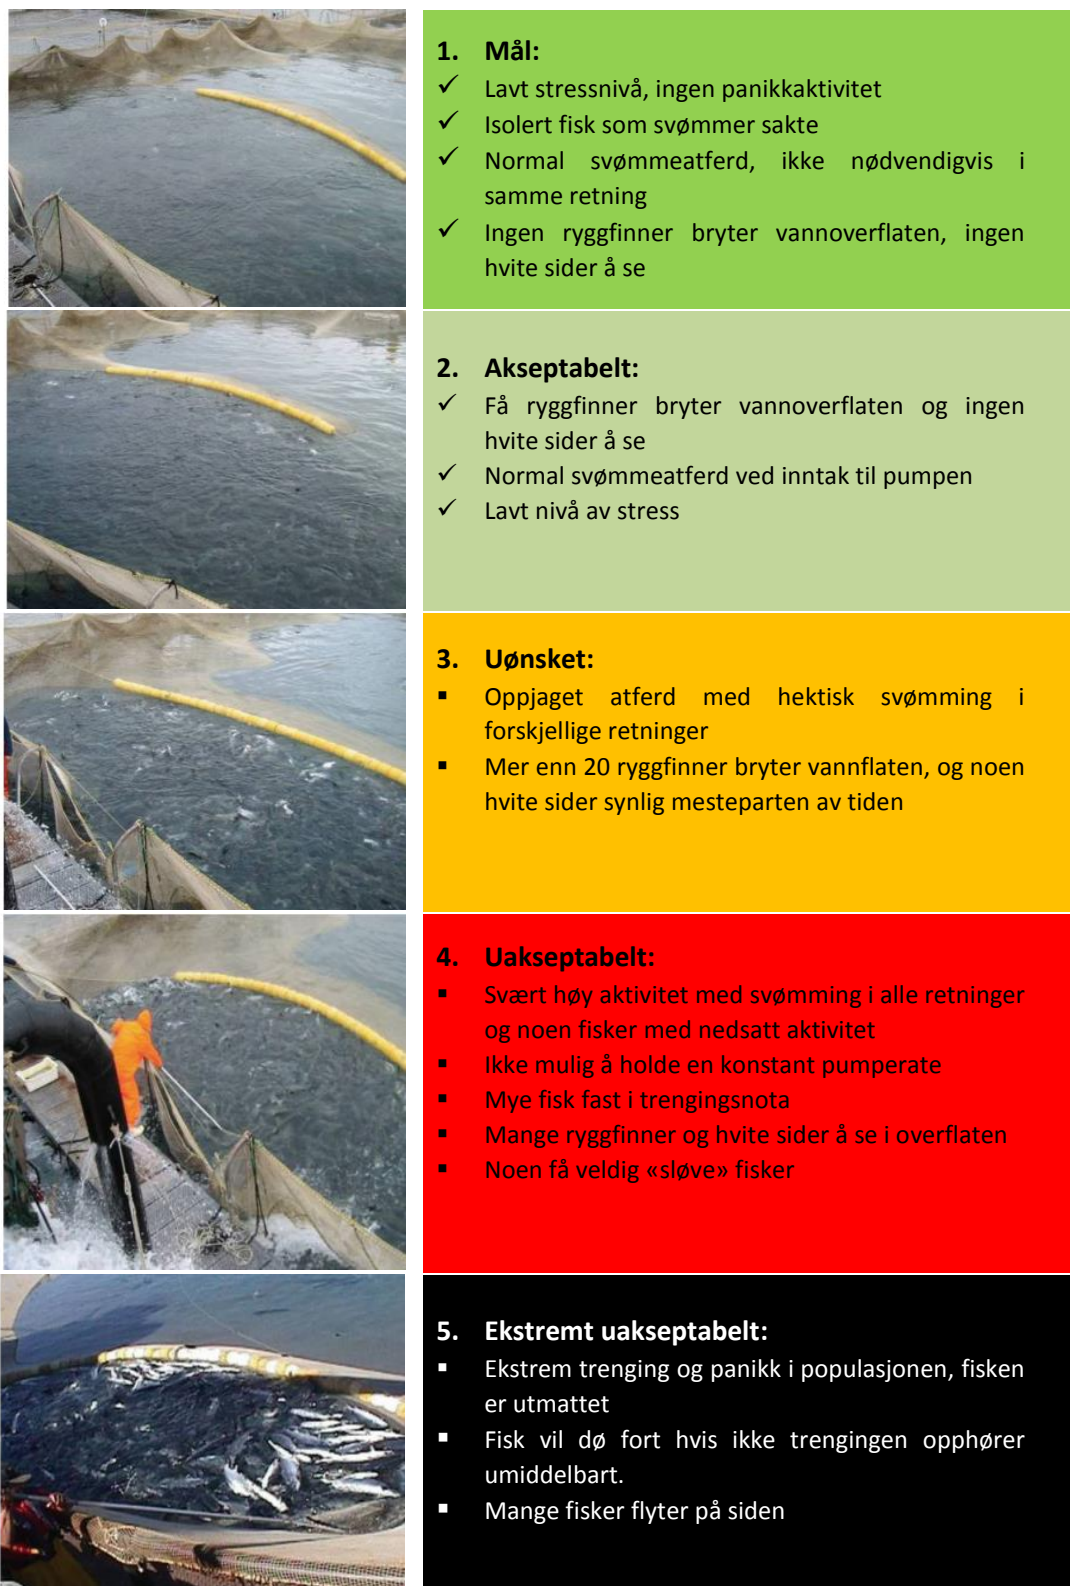 1. Mål:
✓ Lavt stressnivå, ingen panikkaktivitet
✓ Isolert fisk som svømmer sakte
✓ Normal svømmeatferd, ikke nødvendigvis i
samme retning
✓ Ingen ryggfinner bryter vannoverflaten, ingen
hvite sider å se
2. Akseptabelt:
✓ Få ryggfinner bryter vannoverflaten og ingen
hvite sider å se
✓ Normal svømmeatferd ved inntak til pumpen
✓ Lavt nivå av stress
3. Uønsket:
▪ Oppjaget atferd med hektisk svømming i
forskjellige retninger
▪ Mer enn 20 ryggfinner bryter vannflaten, og noen
hvite sider synlig mesteparten av tiden
4. Uakseptabelt:
▪ Svært høy aktivitet med svømming i alle retninger
og noen fisker med nedsatt aktivitet
▪ Ikke mulig å holde en konstant pumperate
▪ Mye fisk fast i trengingsnota
▪ Mange ryggfinner og hvite sider å se i overflaten
▪ Noen få veldig «sløve» fisker
5. Ekstremt uakseptabelt:
▪ Ekstrem trenging og panikk i populasjonen, fisken
er utmattet
▪ Fisk vil dø fort hvis ikke trengingen opphører
umiddelbart.
▪ Mange fisker flyter på siden